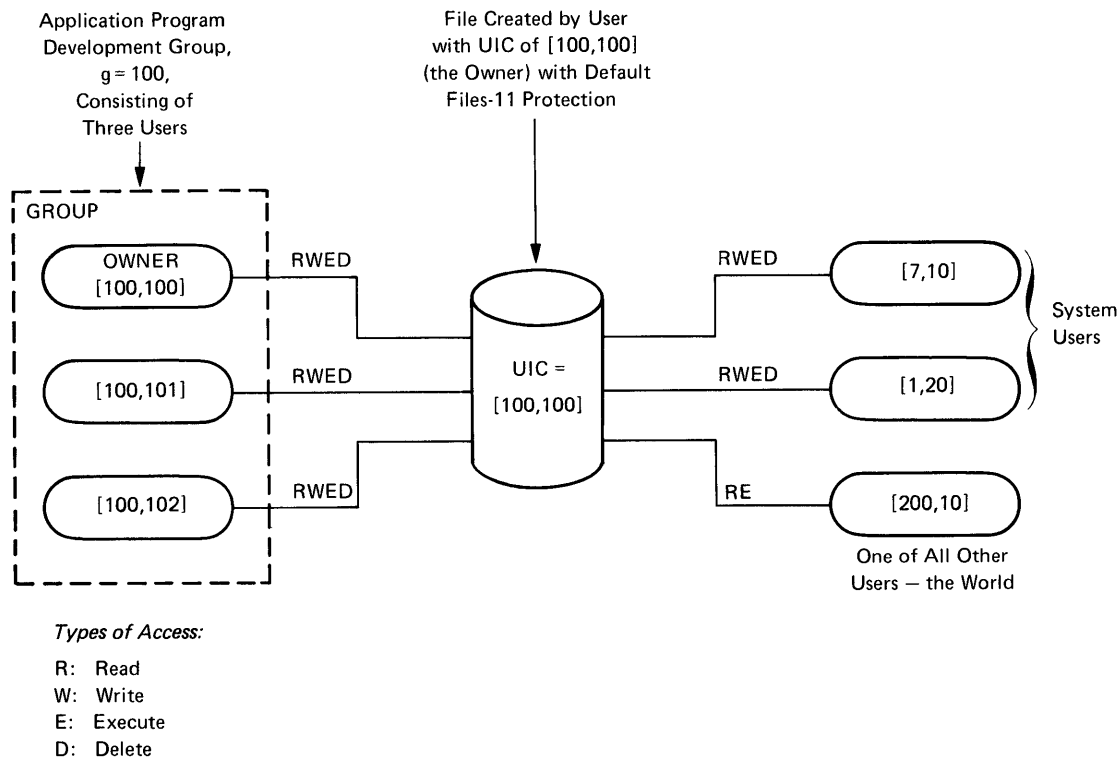 Application Program
Development Group,
g = 100,
Consisting of
Three Users
File Created by User
with UIC of [100,100]
(the Owner) with Default
Files-11 Protection
GROUP
OWNER
[100,100]
RWED
[100,101]
RWED
[100,102]
RWED
UIC =
[100,100]
RWED
[7,10]
RWED
[1,20]
System
Users
RE
[200,10]
One of All Other
Users — the World
Types of Access:
R: Read
W: Write
E: Execute
D: Delete